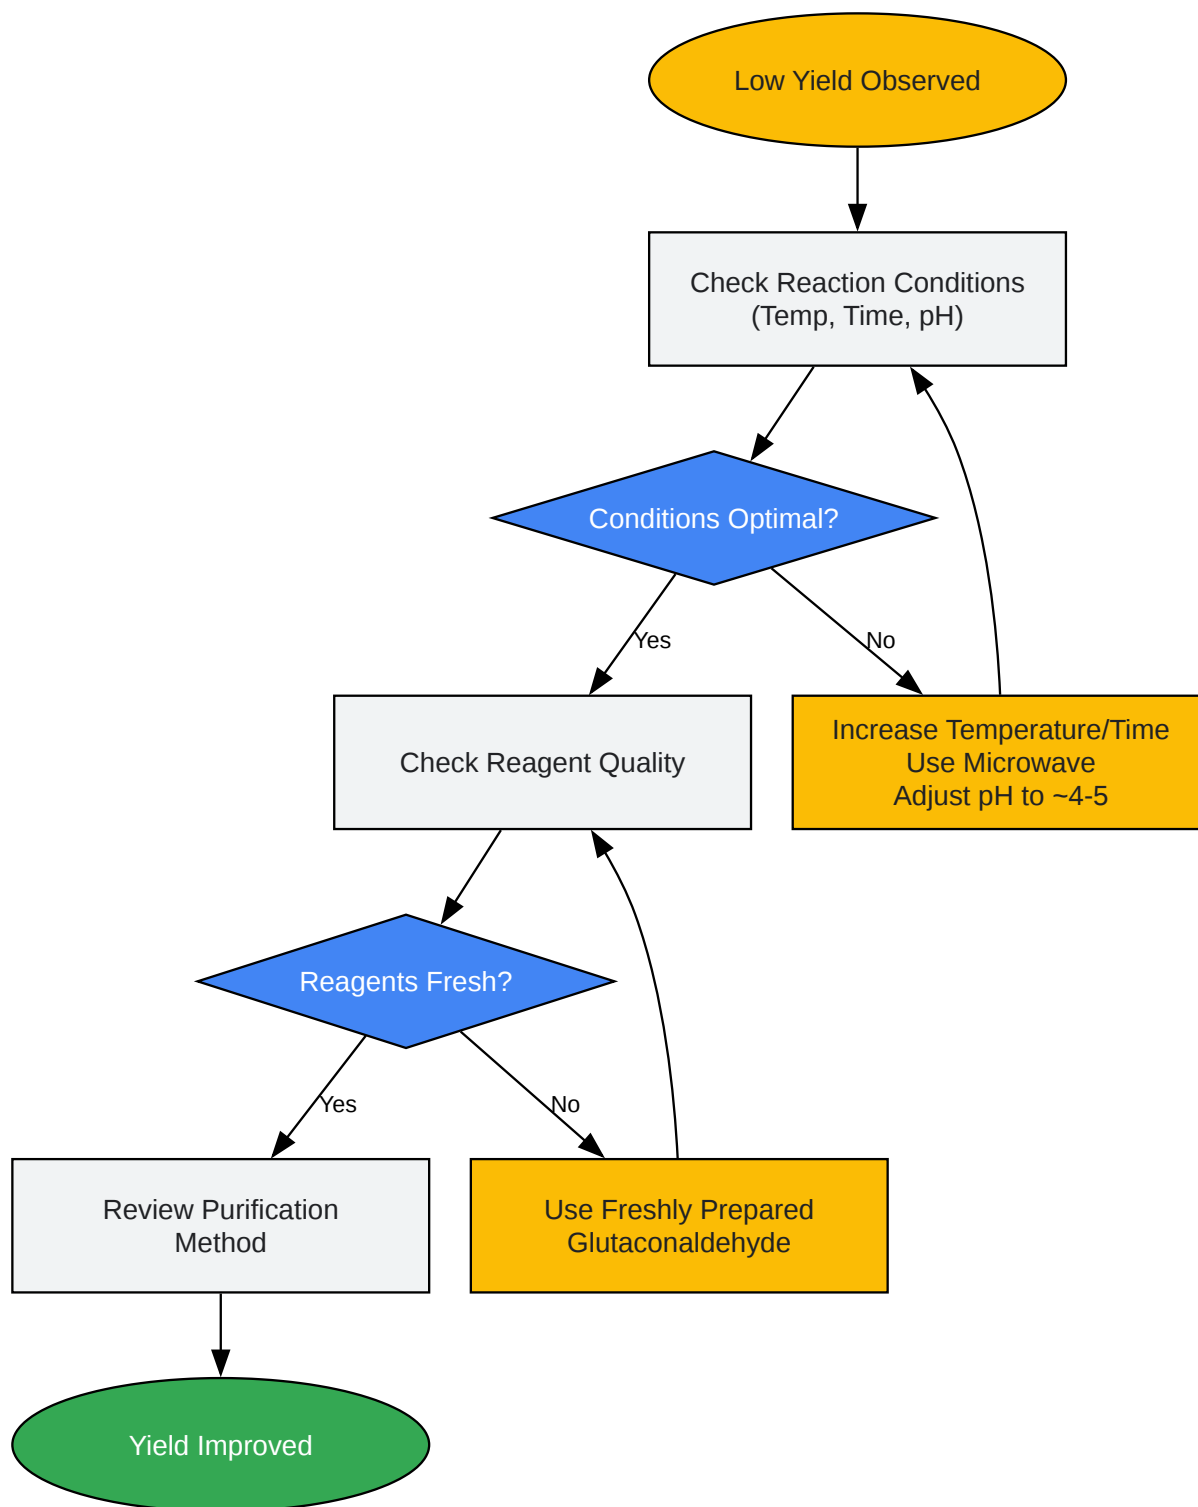 Low Yield Observed
Check Reaction Conditions
(Temp, Time, pH)
Conditions Optimal?
Yes
No
Check Reagent Quality
Increase Temperature/Time
Use Microwave
Adjust pH to ~4-5
Reagents Fresh?
Yes
No
Review Purification
Method
Use Freshly Prepared
Glutaconaldehyde
Yield Improved